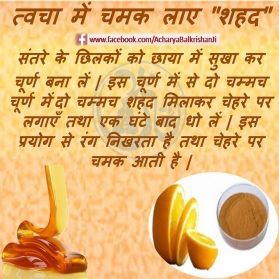 त्वचा में चमक लाए "शहद"
www.facebook.com/AcharyaBalkrishanJi
संतरे के छिलकों को छाया में सुखा कर
चूर्ण बना लें | इस चूर्ण में से दो चम्मच
चूर्ण में दो चम्मच शहद मिलाकर चेहरे पर
लगाएँ तथा एक घंटे बाद धो लें | इस
प्रयोग से रंग निखरता है तथा चेहरे पर
चमक आती है |